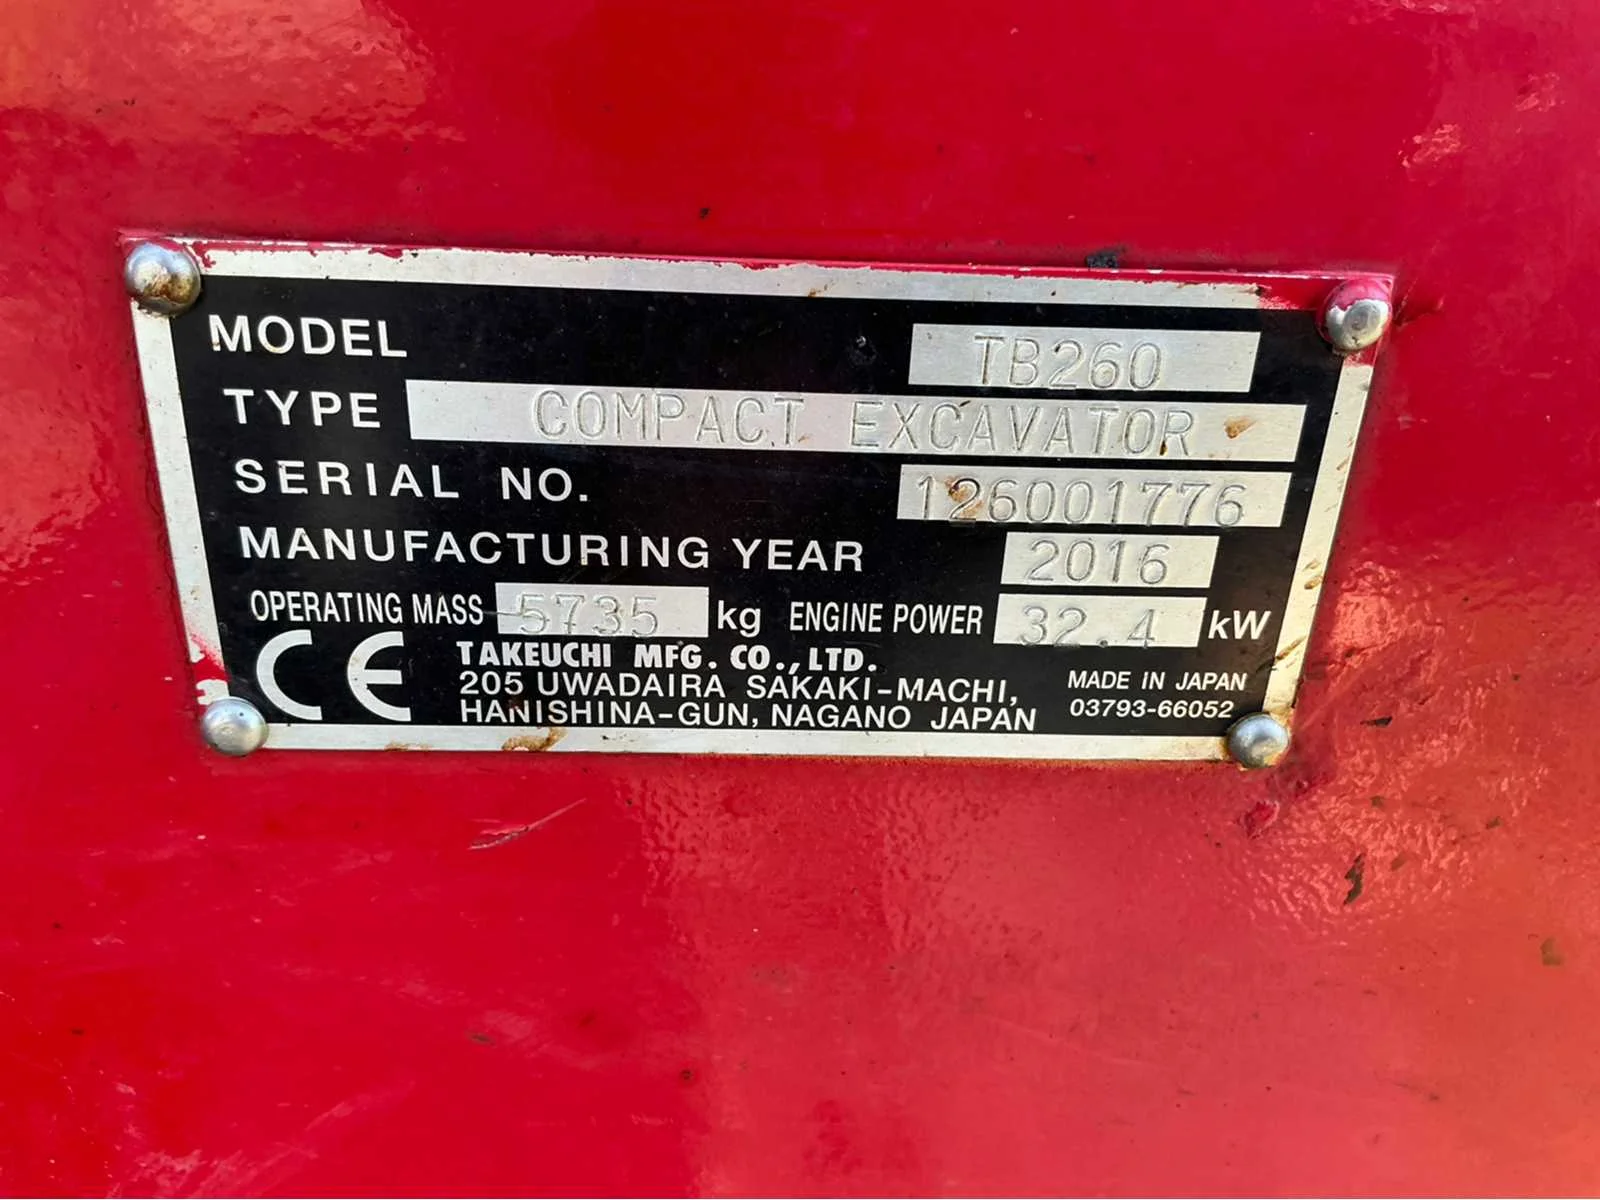 MODEL TB260
TYPE COMPACT EXCAVATOR
SERIAL NO. 126001776
MANUFACTURING YEAR 2016
OPERATING MASS 5735 kg ENGINE POWER 32.4 kW
CE
TAKEUCHI MFG. CO., LTD.
205 UWADAIRA SAKAKI-MACHI,
HANISHINA-GUN, NAGANO JAPAN
MADE IN JAPAN
03793-66052